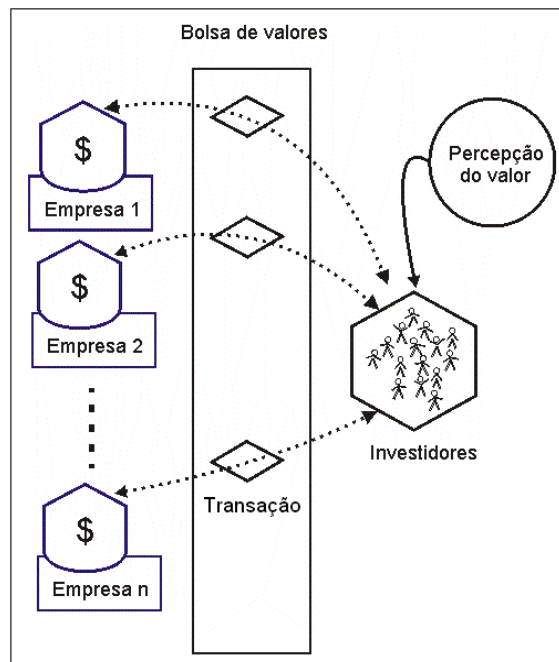 Bolsa de valores
$
Empresa 1
Percepção
do valor
$
Empresa 2
Investidores
Transação
$
Empresa n